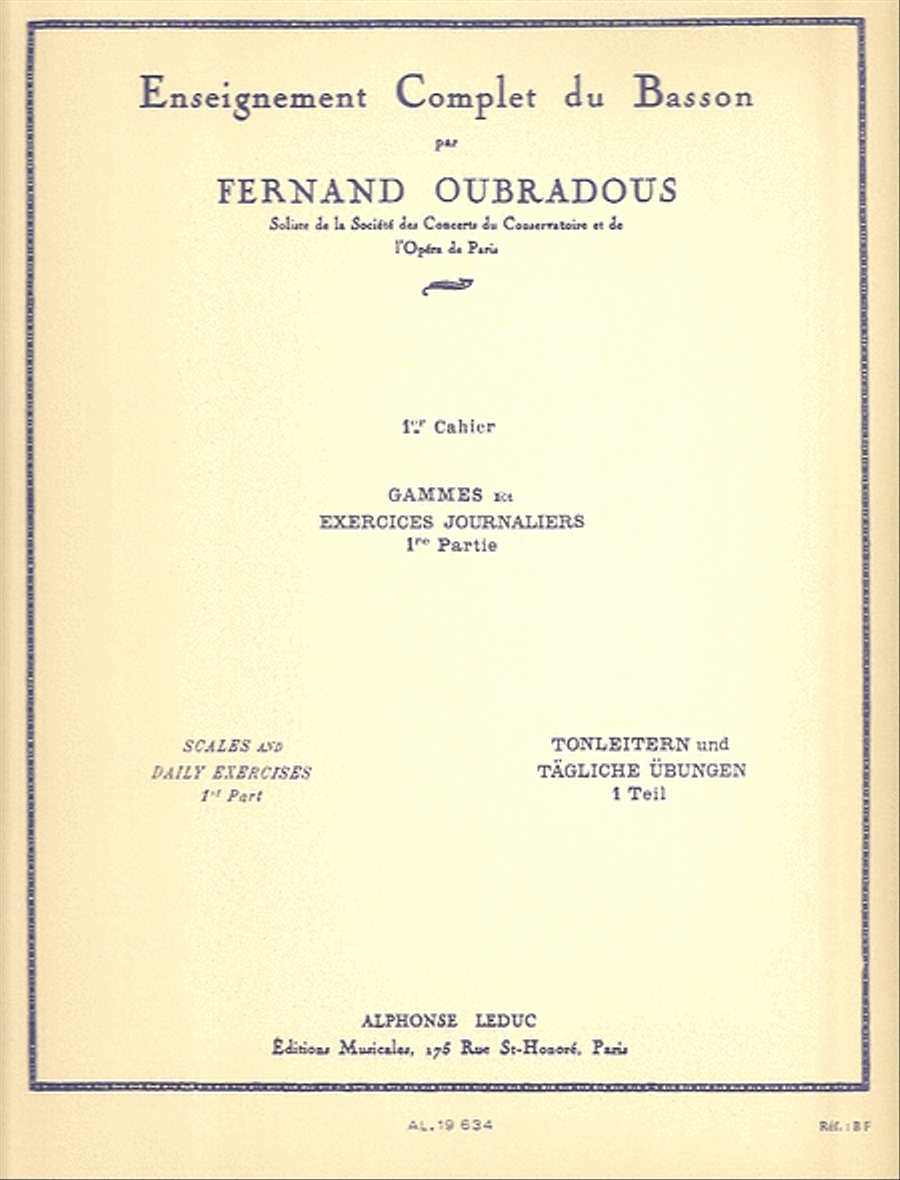 Enseignement Complet du Basson
par
FERNAND OUBRADOUS
Soliste de la Société des Concerts du Conservatoire et de
l'Opéra de Paris
1er Cahier
GAMMES Et
EXERCICES JOURNALIERS
1re Partie
SCALES AND
DAILY EXERCISES
1st Part
TONLEITERN und
TÄGLICHE ÜBUNGEN
1 Teil
ALPHONSE LEDUC
Éditions Musicales, 175 Rue St-Honoré, Paris
AL.19 634
Réf. : B F